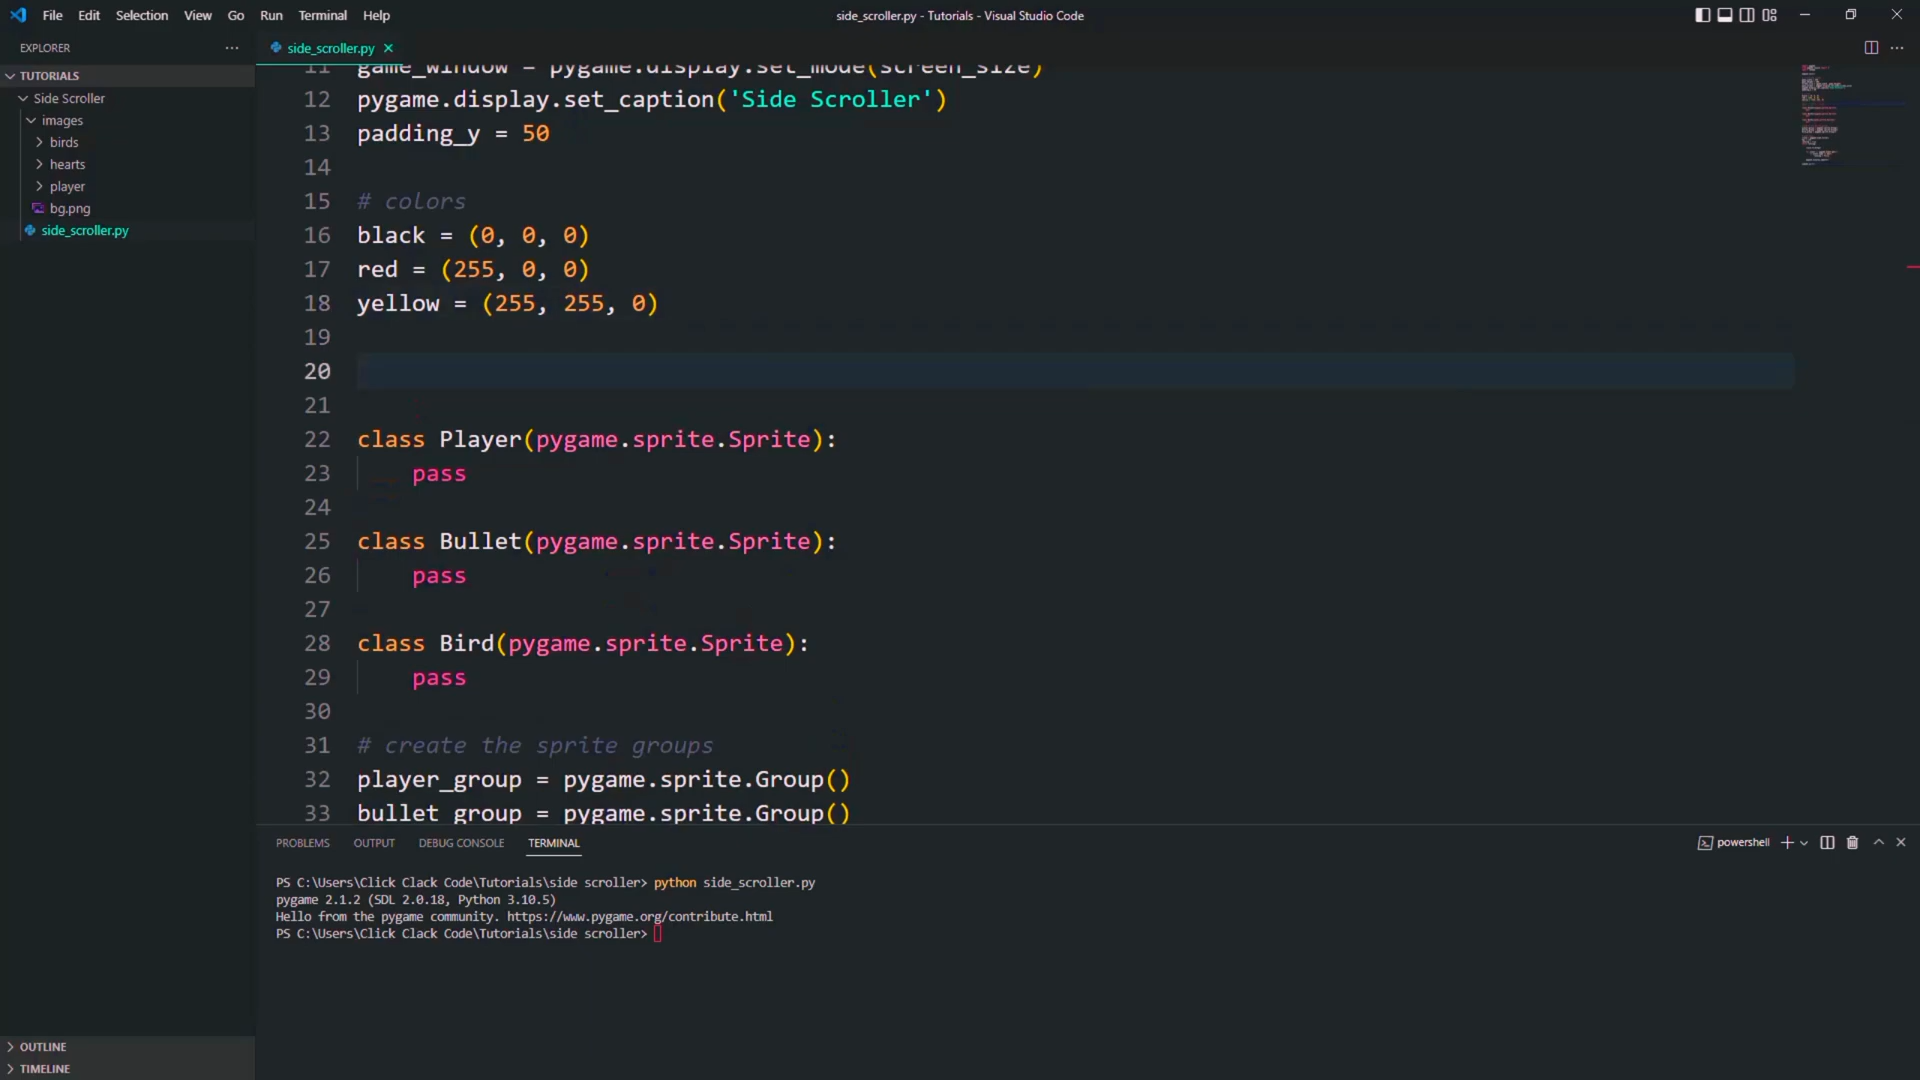 File Edit Selection View Go Run Terminal Help
side_scroller.py - Tutorials - Visual Studio Code
EXPLORER
side_scroller.py
TUTORIALS
Side Scroller
images
birds
hearts
player
bg.png
side_scroller.py
11 game_window = pygame.display.set_mode(screen_size)
12 pygame.display.set_caption('Side Scroller')
13 padding_y = 50
14
15 # colors
16 black = (0, 0, 0)
17 red = (255, 0, 0)
18 yellow = (255, 255, 0)
19
20
21
22 class Player(pygame.sprite.Sprite):
23 pass
24
25 class Bullet(pygame.sprite.Sprite):
26 pass
27
28 class Bird(pygame.sprite.Sprite):
29 pass
30
31 # create the sprite groups
32 player_group = pygame.sprite.Group()
33 bullet_group = pygame.sprite.Group()
PROBLEMS OUTPUT DEBUG CONSOLE TERMINAL
powershell
PS C:\Users\Click Clack Code\Tutorials\side scroller> python side_scroller.py
pygame 2.1.2 (SDL 2.0.18, Python 3.10.5)
Hello from the pygame community. https://www.pygame.org/contribute.html
PS C:\Users\Click Clack Code\Tutorials\side scroller>
OUTLINE
TIMELINE